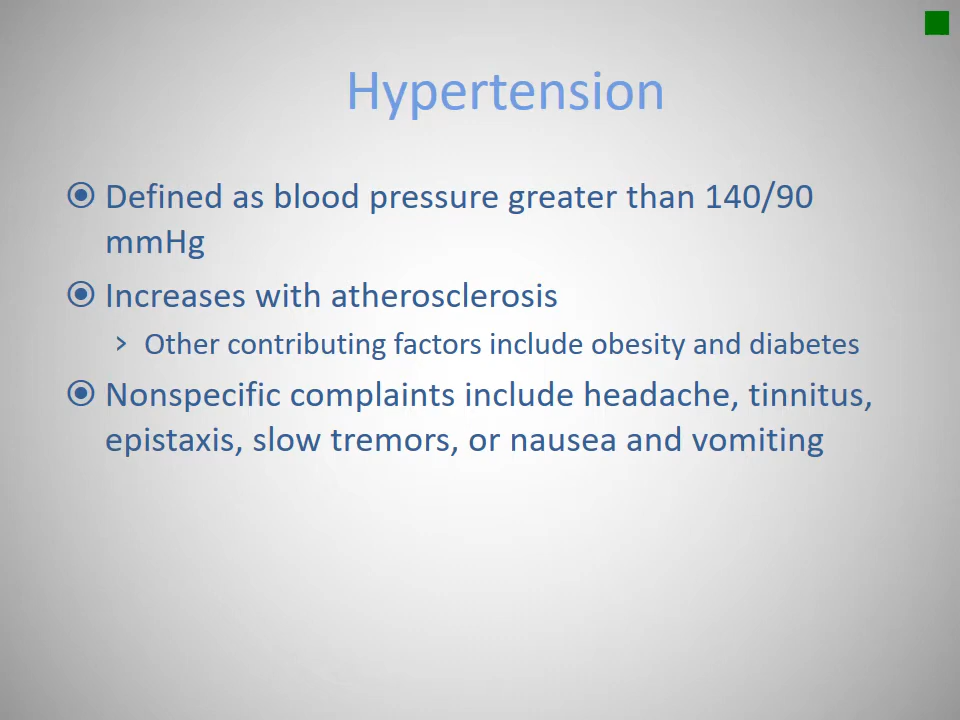 Hypertension
Defined as blood pressure greater than 140/90
mmHg
Increases with atherosclerosis
Other contributing factors include obesity and diabetes
Nonspecific complaints include headache, tinnitus,
epistaxis, slow tremors, or nausea and vomiting